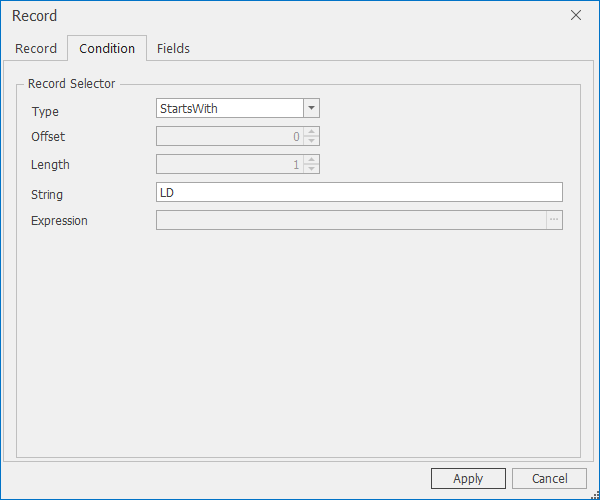 Record
Record Condition Fields
Record Selector
Type StartsWith
Offset 0
Length 1
String LD
Expression ...
Apply Cancel